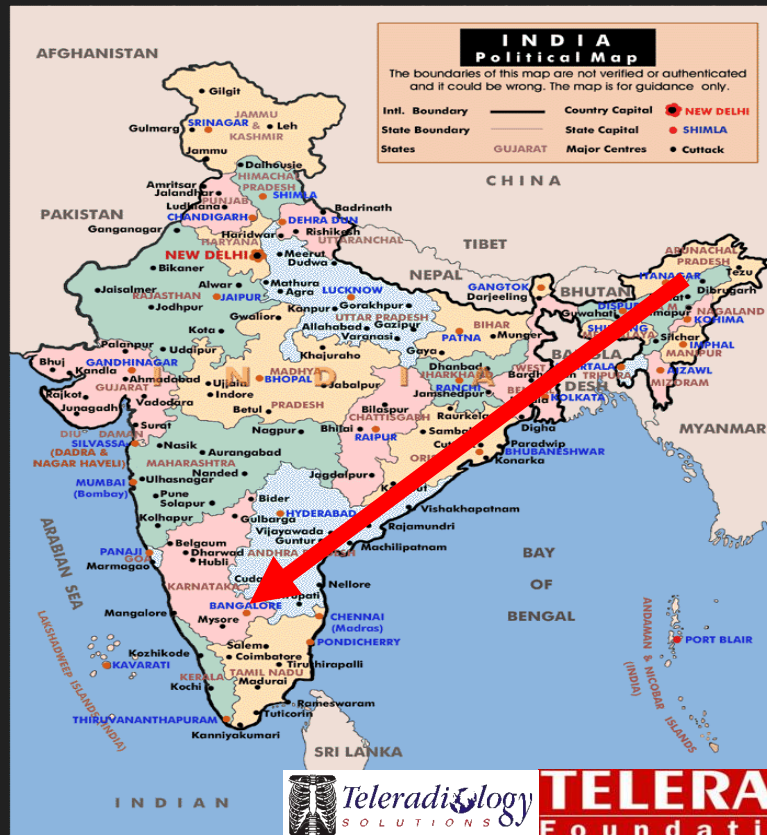 INDIA
Political Map
The boundaries of this map are not verified or authenticated
and it could be wrong. The map is for guidance only.
Intl. Boundary
Country Capital
NEW DELHI
State Boundary
State Capital
SHIMLA
States
GUJARAT
Major Centres
Cuttack
AFGHANISTAN
Gilgit
JAMMU
&
KASHMIR
SRINAGAR
Leh
Gulmarg
Jammu
CHINA
Dalhousie
HIMACHAL
PRADESH
SHIMLA
Amritsar
Jalandhar
PUNJAB
Ludhiana
CHANDIGARH
Badrinath
DEHRA DUN
Rishikesh
Haridwar
UTTARANCHAL
PAKISTAN
Ganganagar
HARYANA
NEW DELHI
Meerut
Dudwa
TIBET
NEPAL
BHUTAN
ARUNACHAL
PRADESH
Tezu
Dibrugarh
GANGTOK
Darjeeling
Bikaner
Jaisalmer
RAJASTHAN
Alwar
JAIPUR
Jodhpur
Mathura
Agra
LUCKNOW
Gorakhpur
Gwalior
Kanpur
UTTAR PRADESH
Allahabad
Gazipur
Varanasi
BIHAR
PATNA
Munger
Gaya
Guwahati
NAGALAND
KOHIMA
Silchar
IMPHAL
MANIPUR
AIZAWL
MIZORAM
TRIPURA
Kota
Udaipur
Khajuraho
Palanpur
GANDHINAGAR
Bhuj
Kandla
Ahmadabad
GUJARAT
Rajkot
Vadodara
Junagadh
Surat
INDIA
MADHYA
PRADESH
Ujjain
BHOPAL
Indore
Jabalpur
Betul
Dhanbad
RANCHI
Jamshedpur
WEST
KOLKATA
DESH
MYANMAR
Bilaspur
CHATTISGARH
Bhilai
RAIPUR
Raurkela
Digha
Paradwip
BHUBANESHWAR
Konarka
DIU
DAMAN
SILVASSA
(DADRA &
NAGAR HAVELI)
Nasik
Nagpur
Aurangabad
MAHARASHTRA
Nanded
Jagdalpur
MUMBAI
(Bombay)
Ulhasnagar
Pune
Solapur
Bider
HYDERABAD
Vishakhapatnam
Kolhapur
Gulbarga
Vijayawada
Guntur
Rajamundri
Machilipatnam
ARABIAN SEA
PANAJI
GOA
Marmagao
Belgaum
Dharwad
Hubli
ANDHRA
KARNATAKA
Nellore
BAY
OF
BENGAL
BANGALORE
Mangalore
Mysore
CHENNAI
(Madras)
PONDICHERRY
LAKSHADWEEP ISLANDS (INDIA)
KAVARATI
Kozhikode
Salem
Coimbatore
Tiruchirapalli
TAMIL NADU
KERALA
Kochi
Madurai
Rameswaram
Tuticorin
THIRUVANANTHAPURAM
Kanniyakumari
SRI LANKA
ANDAMAN & NICOBAR ISLANDS
(INDIA)
PORT BLAIR
INDIAN
Teleradiology
SOLUTIONS
TELERA
Foundati